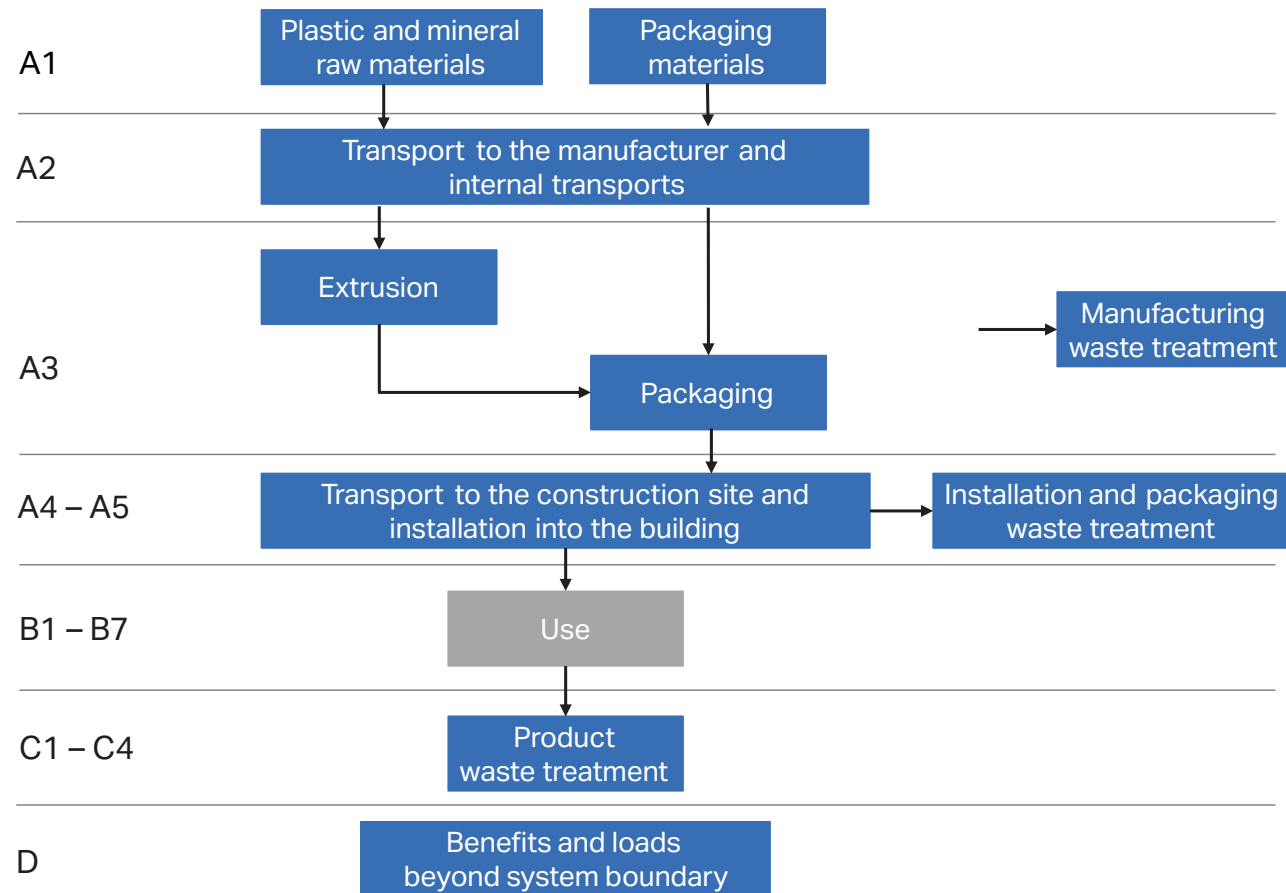 A1
Plastic and mineral
raw materials
Packaging
materials
A2
Transport to the manufacturer and
internal transports
A3
Extrusion
Manufacturing
waste treatment
Packaging
A4 – A5
Transport to the construction site and
installation into the building
Installation and packaging
waste treatment
B1 – B7
Use
C1 – C4
Product
waste treatment
D
Benefits and loads
beyond system boundary